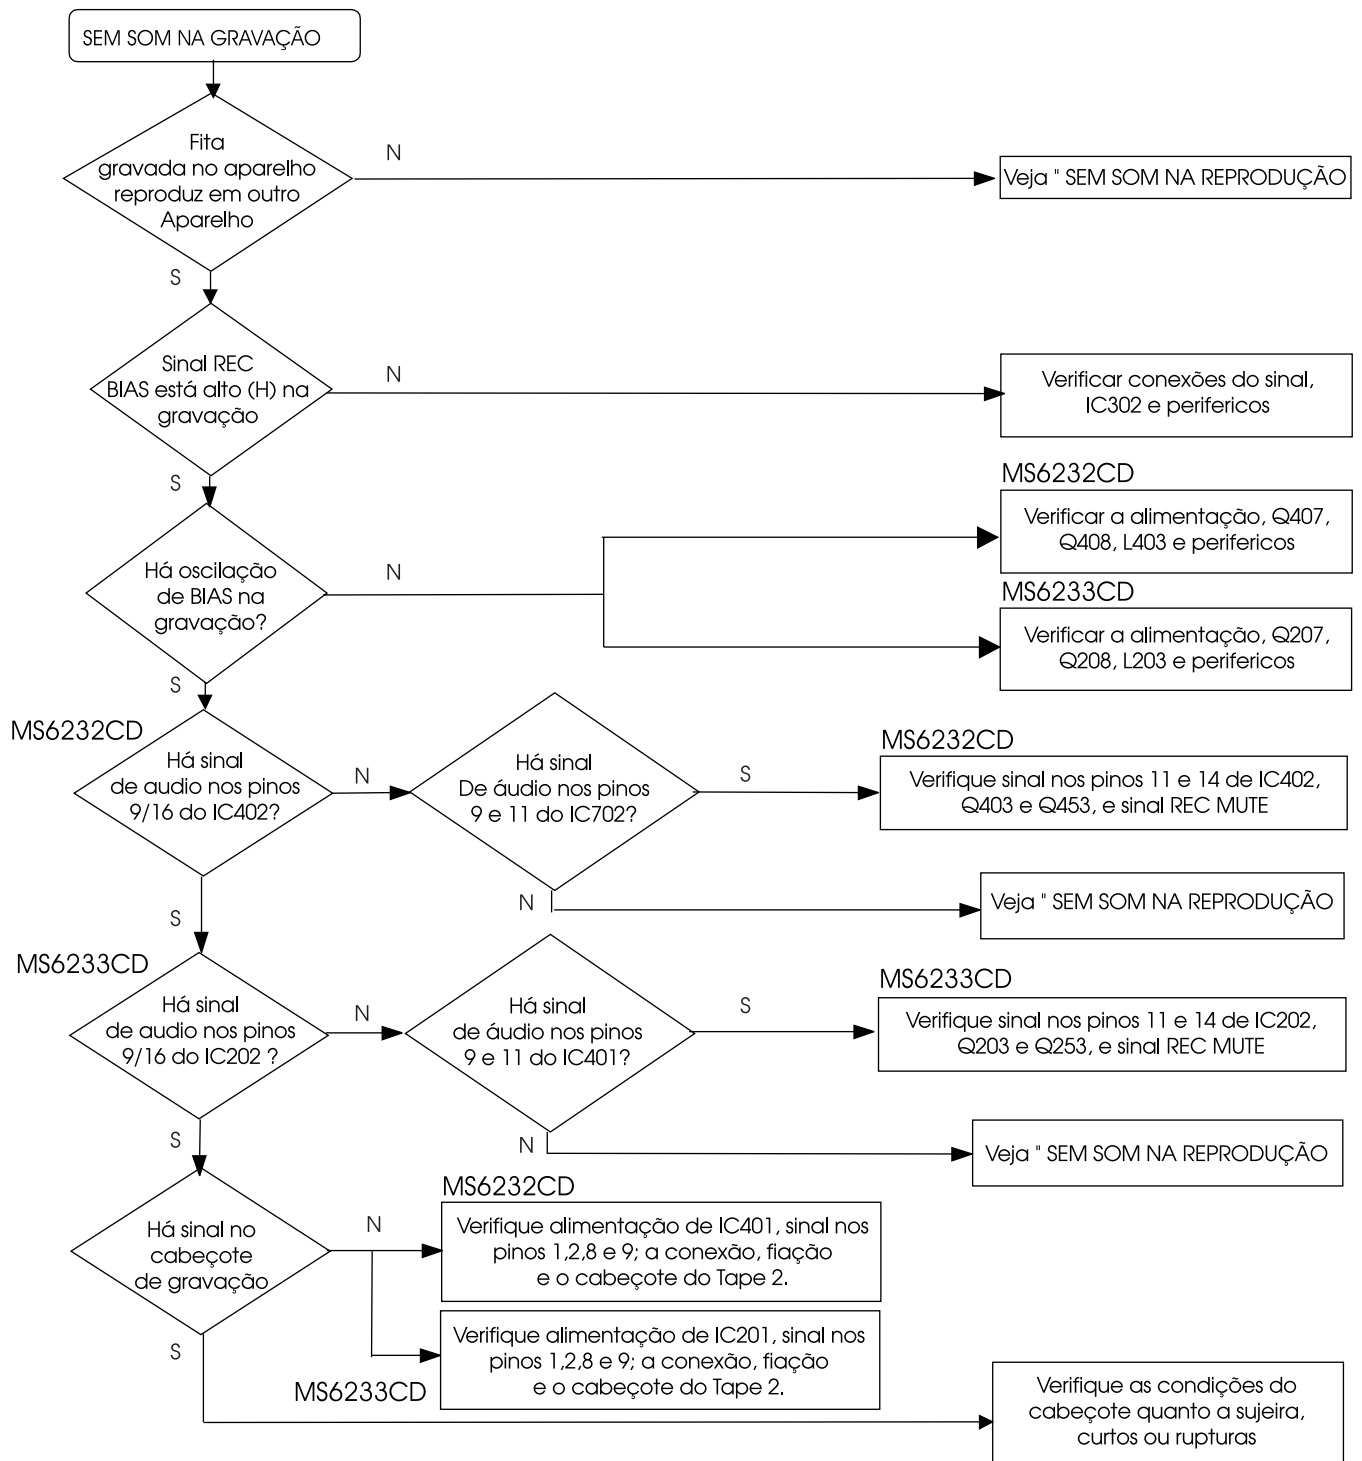 SEM SOM NA GRAVAÇÃO
Fita
gravada no aparelho
reproduz em outro
Aparelho
N
Veja " SEM SOM NA REPRODUÇÃO
S
Sinal REC
BIAS está alto (H) na
gravação
N
Verificar conexões do sinal,
IC302 e perifericos
S
Há oscilação
de BIAS na
gravação?
N
MS6232CD
Verificar a alimentação, Q407,
Q408, L403 e perifericos
MS6233CD
Verificar a alimentação, Q207,
Q208, L203 e perifericos
S
MS6232CD
Há sinal
de audio nos pinos
9/16 do IC402?
N
Há sinal
De áudio nos pinos
9 e 11 do IC702?
S
MS6232CD
Verifique sinal nos pinos 11 e 14 de IC402,
Q403 e Q453, e sinal REC MUTE
N
Veja " SEM SOM NA REPRODUÇÃO
S
MS6233CD
Há sinal
de audio nos pinos
9/16 do IC202 ?
N
Há sinal
de áudio nos pinos
9 e 11 do IC401?
S
MS6233CD
Verifique sinal nos pinos 11 e 14 de IC202,
Q203 e Q253, e sinal REC MUTE
N
Veja " SEM SOM NA REPRODUÇÃO
S
Há sinal no
cabeçote
de gravação
N
MS6232CD
Verifique alimentação de IC401, sinal nos
pinos 1,2,8 e 9; a conexão, fiação
e o cabeçote do Tape 2.
Verifique alimentação de IC201, sinal nos
pinos 1,2,8 e 9; a conexão, fiação
e o cabeçote do Tape 2.
MS6233CD
S
Verifique as condições do
cabeçote quanto a sujeira,
curtos ou rupturas